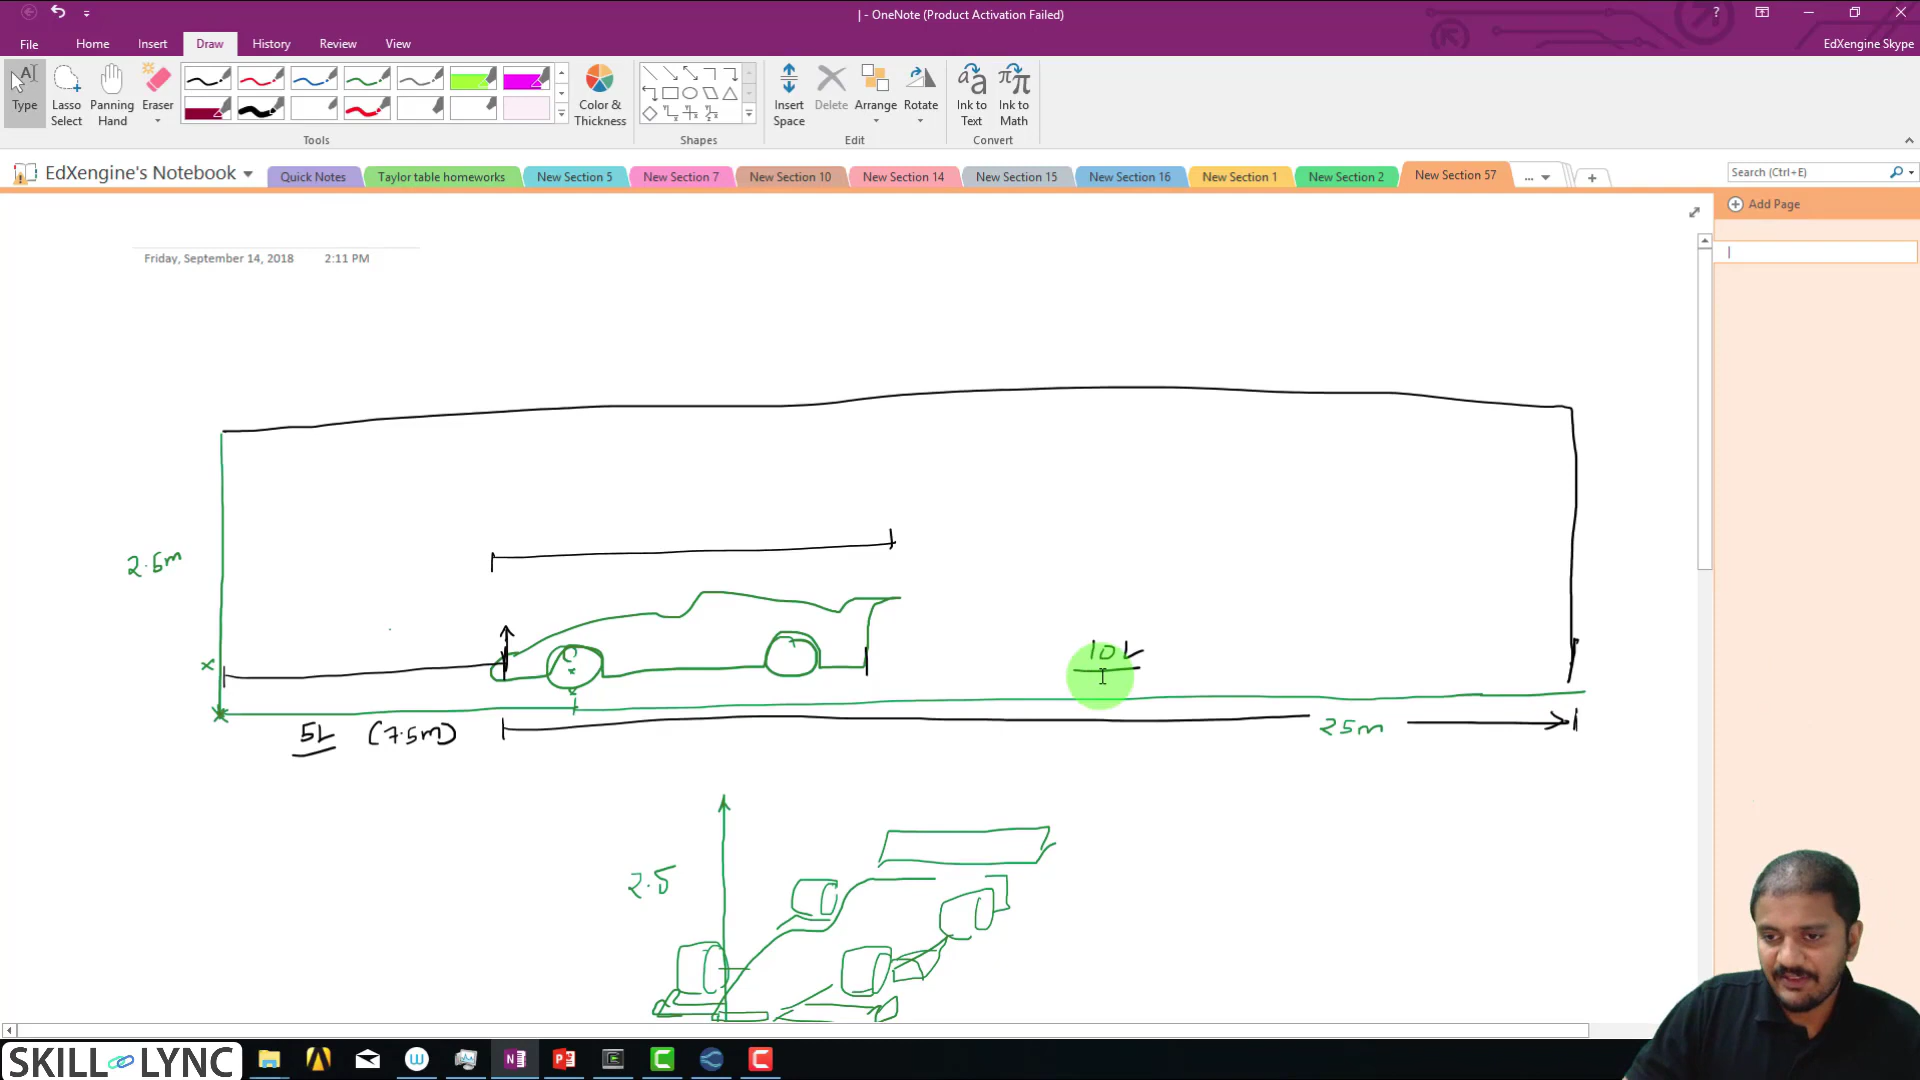 | - OneNote (Product Activation Failed)
?
File Home Insert Draw History Review View
EdXengine Skype
Type
Lasso Select
Panning Hand
Eraser
Color & Thickness
Insert Space
Delete
Arrange
Rotate
Ink to Text
Ink to Math
Tools Shapes Edit Convert
EdXengine's Notebook
Quick Notes Taylor table homeworks New Section 5 New Section 7 New Section 10 New Section 14 New Section 15 New Section 16 New Section 1 New Section 2 New Section 57 ...
Search (Ctrl+E)
Add Page
Friday, September 14, 2018 2:11 PM
2.5m
10L
5L (7.5m)
25m
2.5
SKILL LYNC